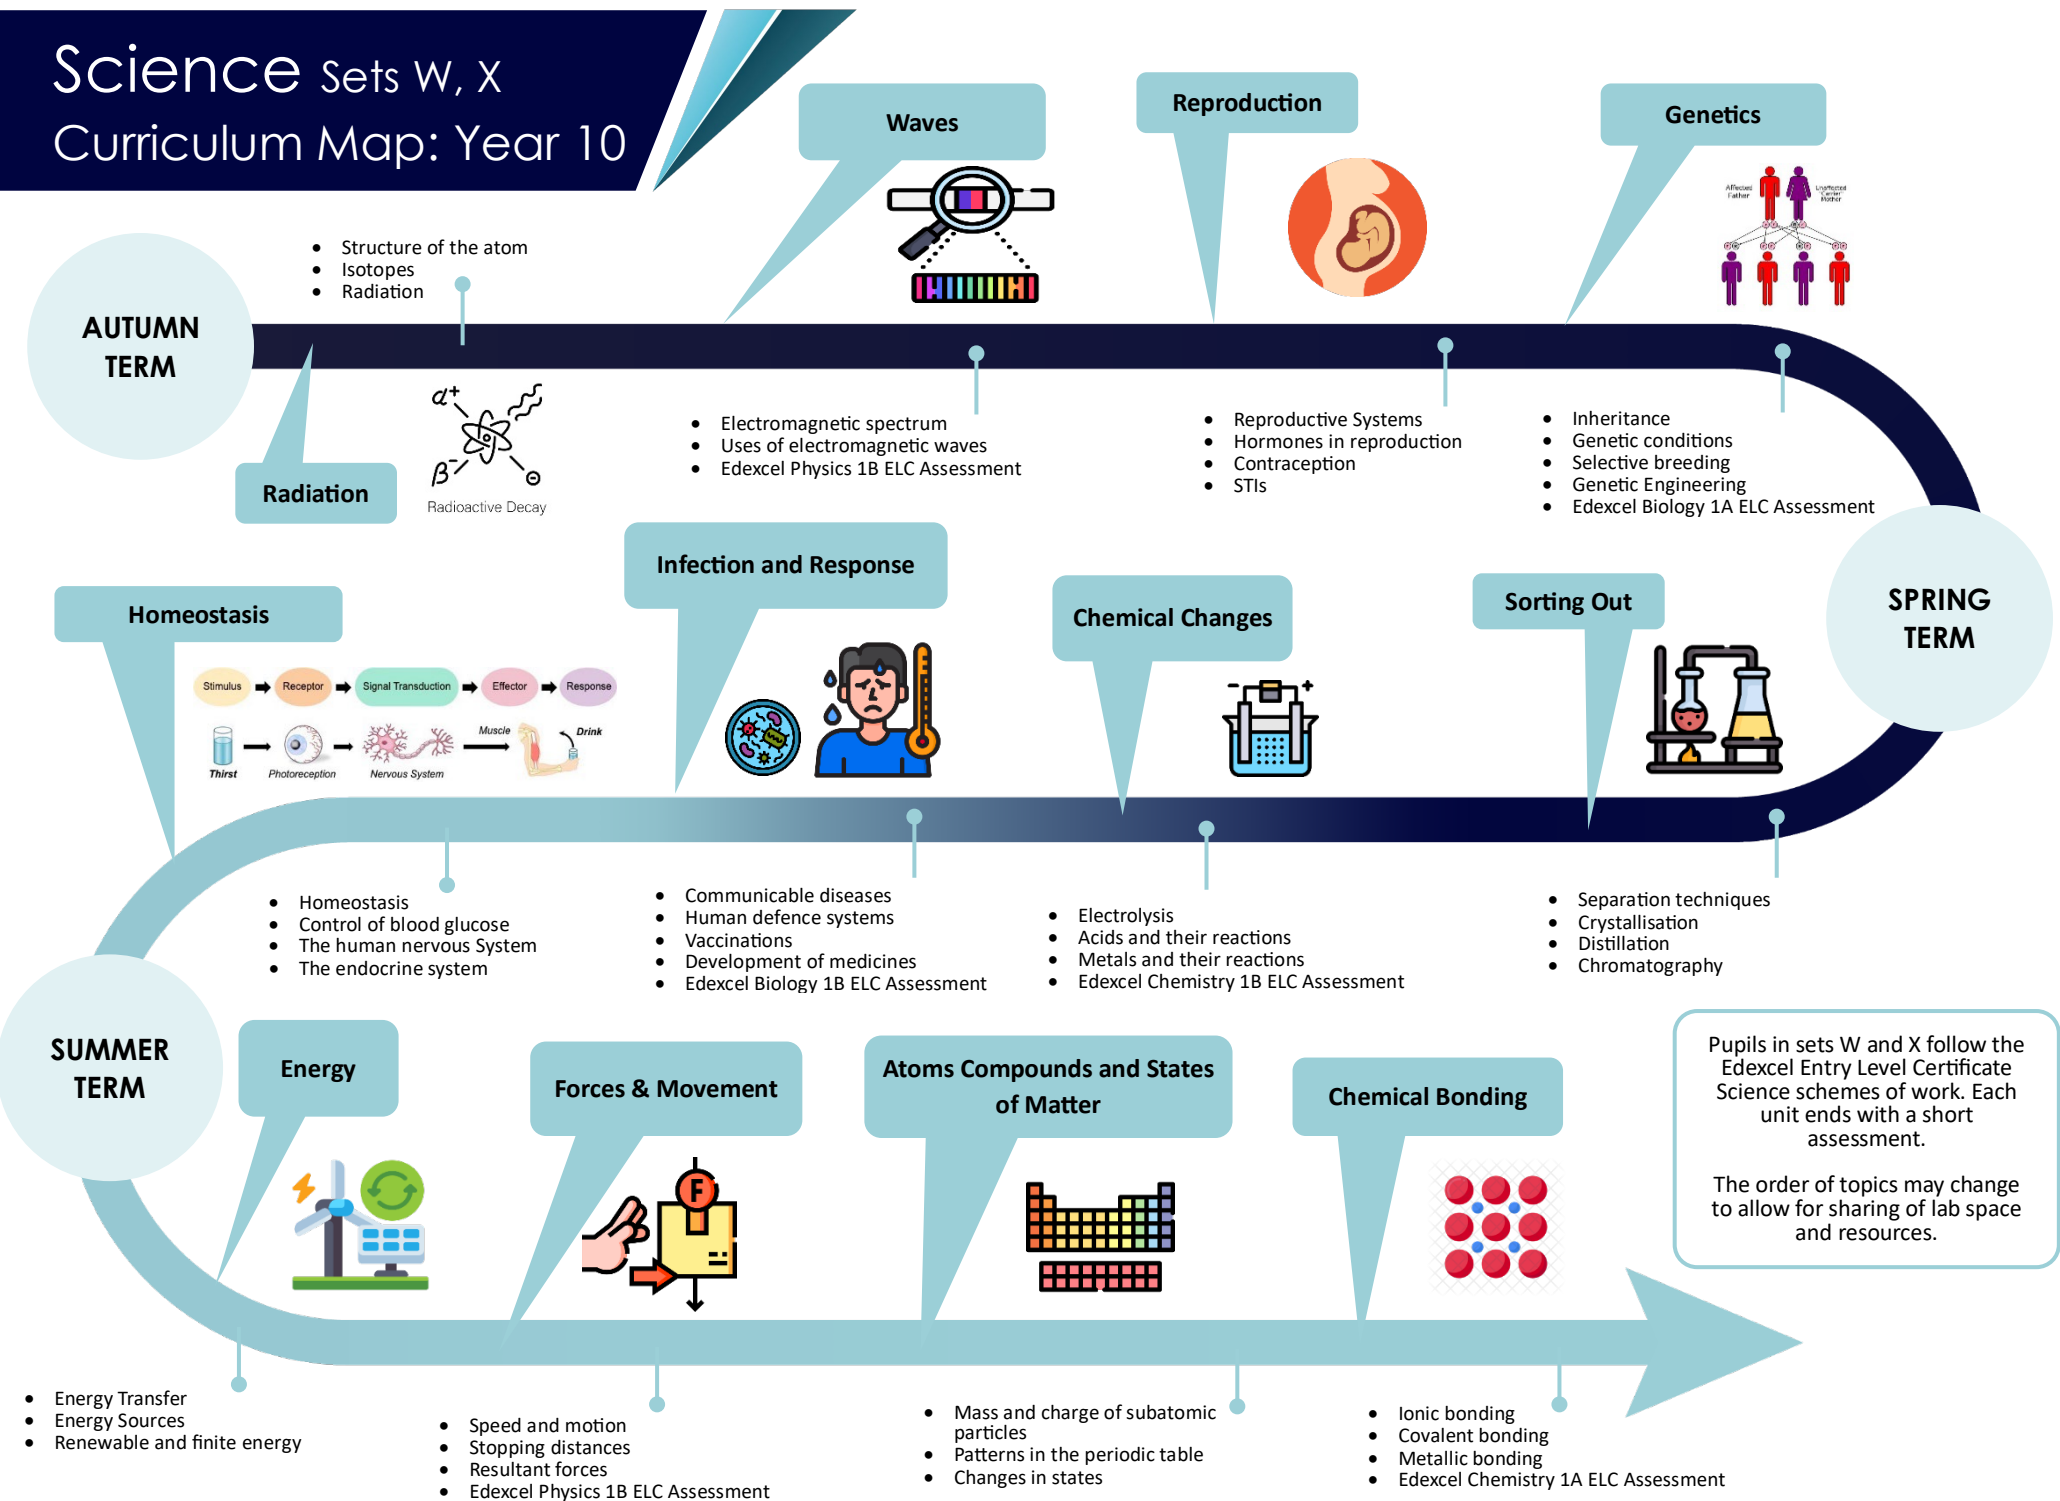 Science Sets W, X
Curriculum Map: Year 10
Waves
Reproduction
Genetics
Affected
Father
Unaffected
"Carrier"
Mother
AUTUMN
TERM
• Structure of the atom
• Isotopes
• Radiation
Radiation
α+
β-
Radioactive Decay
• Electromagnetic spectrum
• Uses of electromagnetic waves
• Edexcel Physics 1B ELC Assessment
• Reproductive Systems
• Hormones in reproduction
• Contraception
• STIs
• Inheritance
• Genetic conditions
• Selective breeding
• Genetic Engineering
• Edexcel Biology 1A ELC Assessment
SPRING
TERM
Sorting Out
Chemical Changes
- +
Infection and Response
Homeostasis
Stimulus
Receptor
Signal Transduction
Effector
Response
Thirst
Photoreception
Nervous System
Muscle
Drink
• Homeostasis
• Control of blood glucose
• The human nervous System
• The endocrine system
• Communicable diseases
• Human defence systems
• Vaccinations
• Development of medicines
• Edexcel Biology 1B ELC Assessment
• Electrolysis
• Acids and their reactions
• Metals and their reactions
• Edexcel Chemistry 1B ELC Assessment
• Separation techniques
• Crystallisation
• Distillation
• Chromatography
SUMMER
TERM
Energy
Forces & Movement
F
Atoms Compounds and States
of Matter
Chemical Bonding
Pupils in sets W and X follow the
Edexcel Entry Level Certificate
Science schemes of work. Each
unit ends with a short
assessment.
The order of topics may change
to allow for sharing of lab space
and resources.
• Energy Transfer
• Energy Sources
• Renewable and finite energy
• Speed and motion
• Stopping distances
• Resultant forces
• Edexcel Physics 1B ELC Assessment
• Mass and charge of subatomic
particles
• Patterns in the periodic table
• Changes in states
• Ionic bonding
• Covalent bonding
• Metallic bonding
• Edexcel Chemistry 1A ELC Assessment